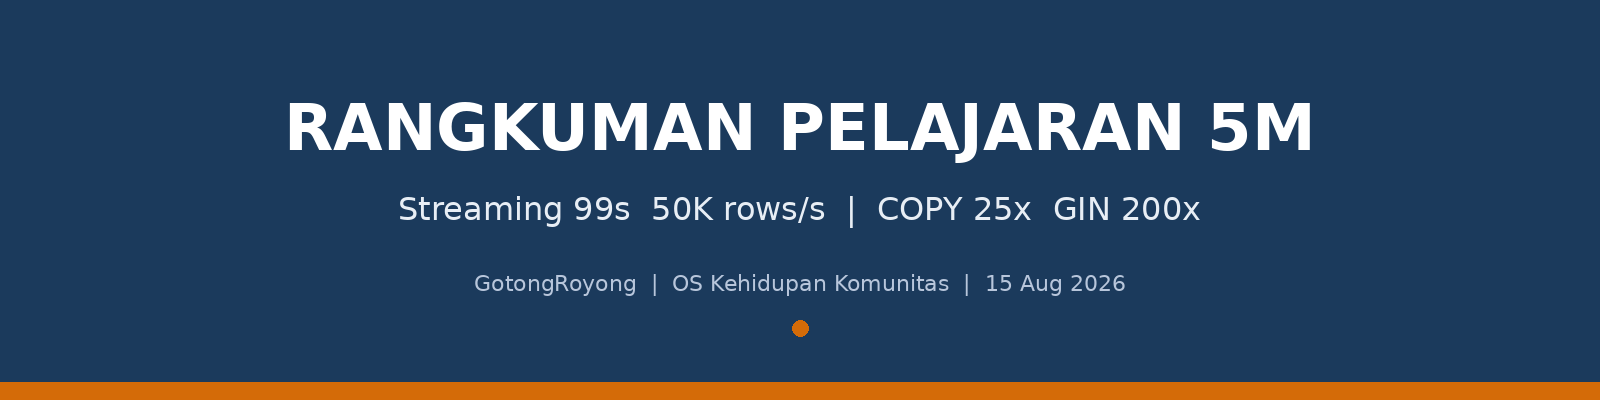 RANGKUMAN PELAJARAN 5M
Streaming 99s  50K rows/s  |  COPY 25x  GIN 200x
GotongRoyong  |  OS Kehidupan Komunitas  |  15 Aug 2026